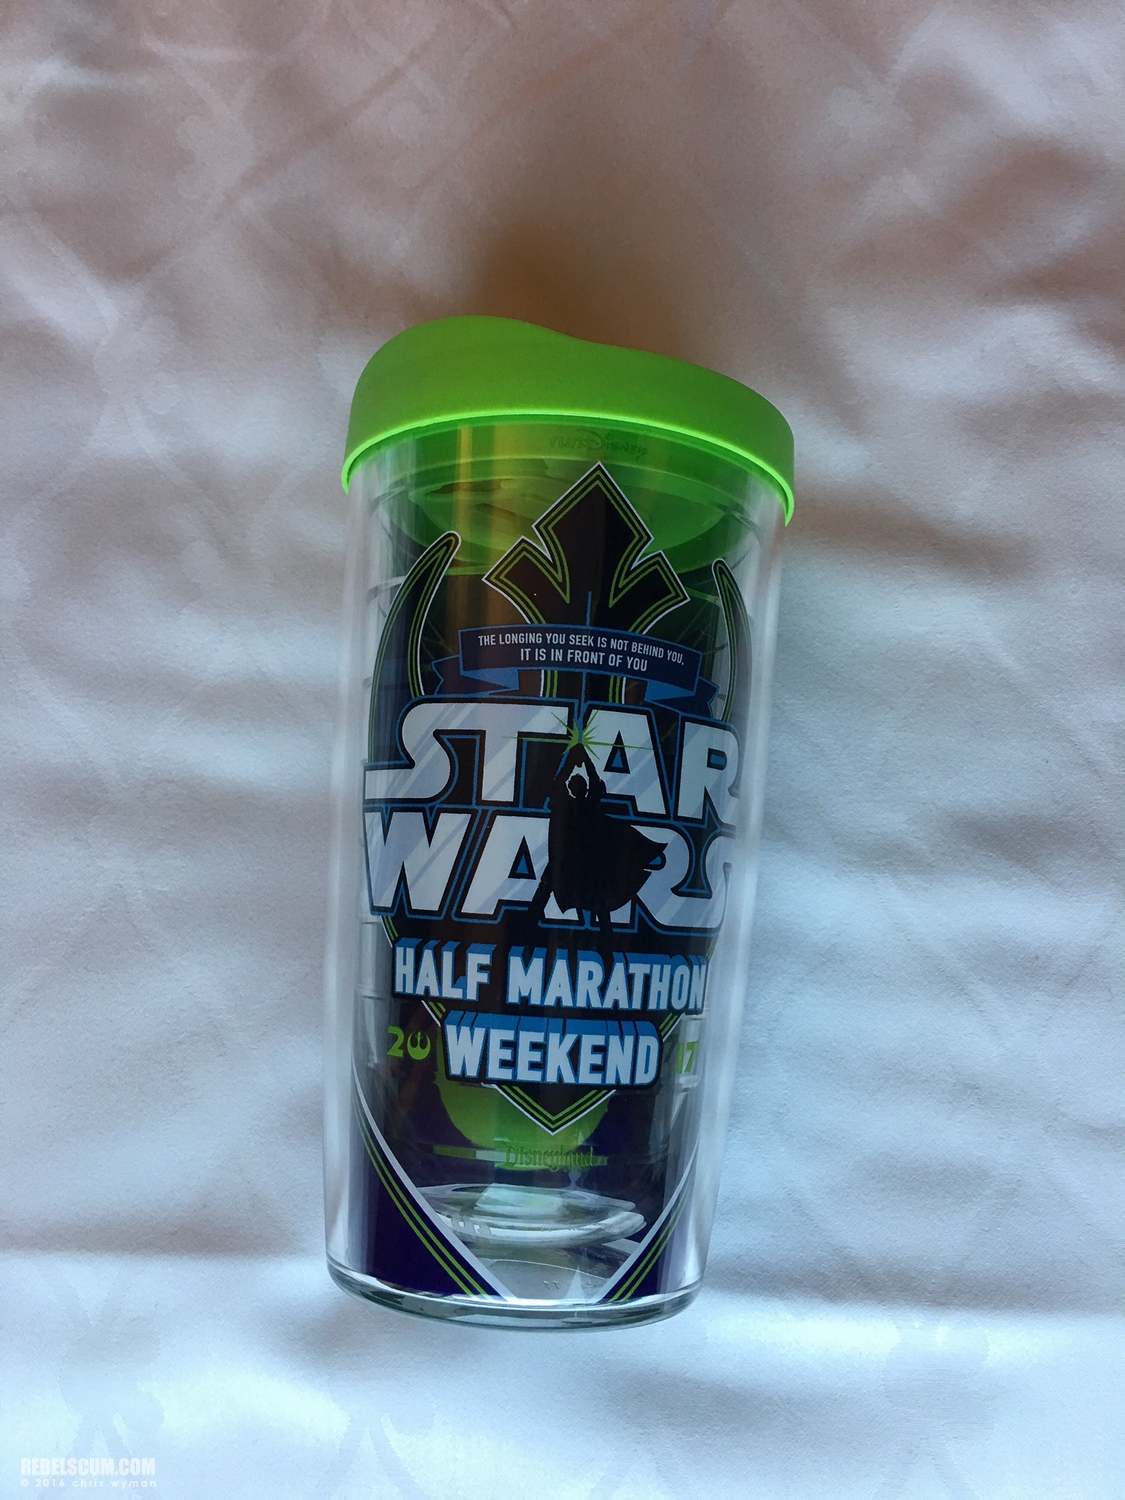 runDisney
THE LONGING YOU SEEK IS NOT BEHIND YOU,
IT IS IN FRONT OF YOU
STAR
WARS
HALF MARATHON
20 WEEKEND 17
Disneyland
REBELSCUM.COM
© 2016 chris wyman